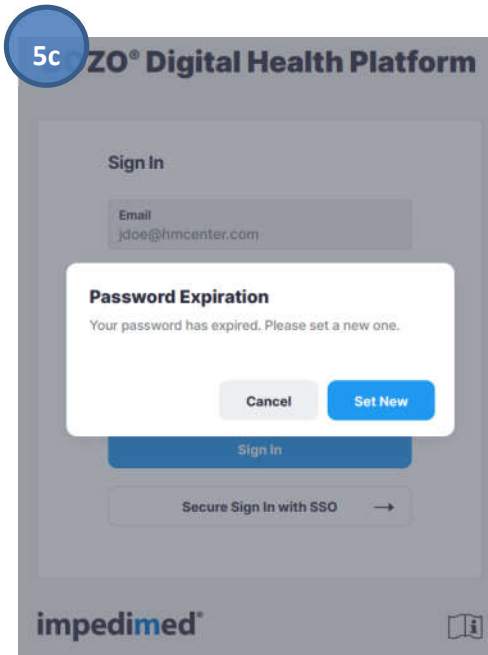 5c
ZO® Digital Health Platform
Sign In
Email
jdoe@hmcenter.com
Password Expiration
Your password has expired. Please set a new one.
Cancel
Set New
Sign In
Secure Sign In with SSO →
impedimed®
i